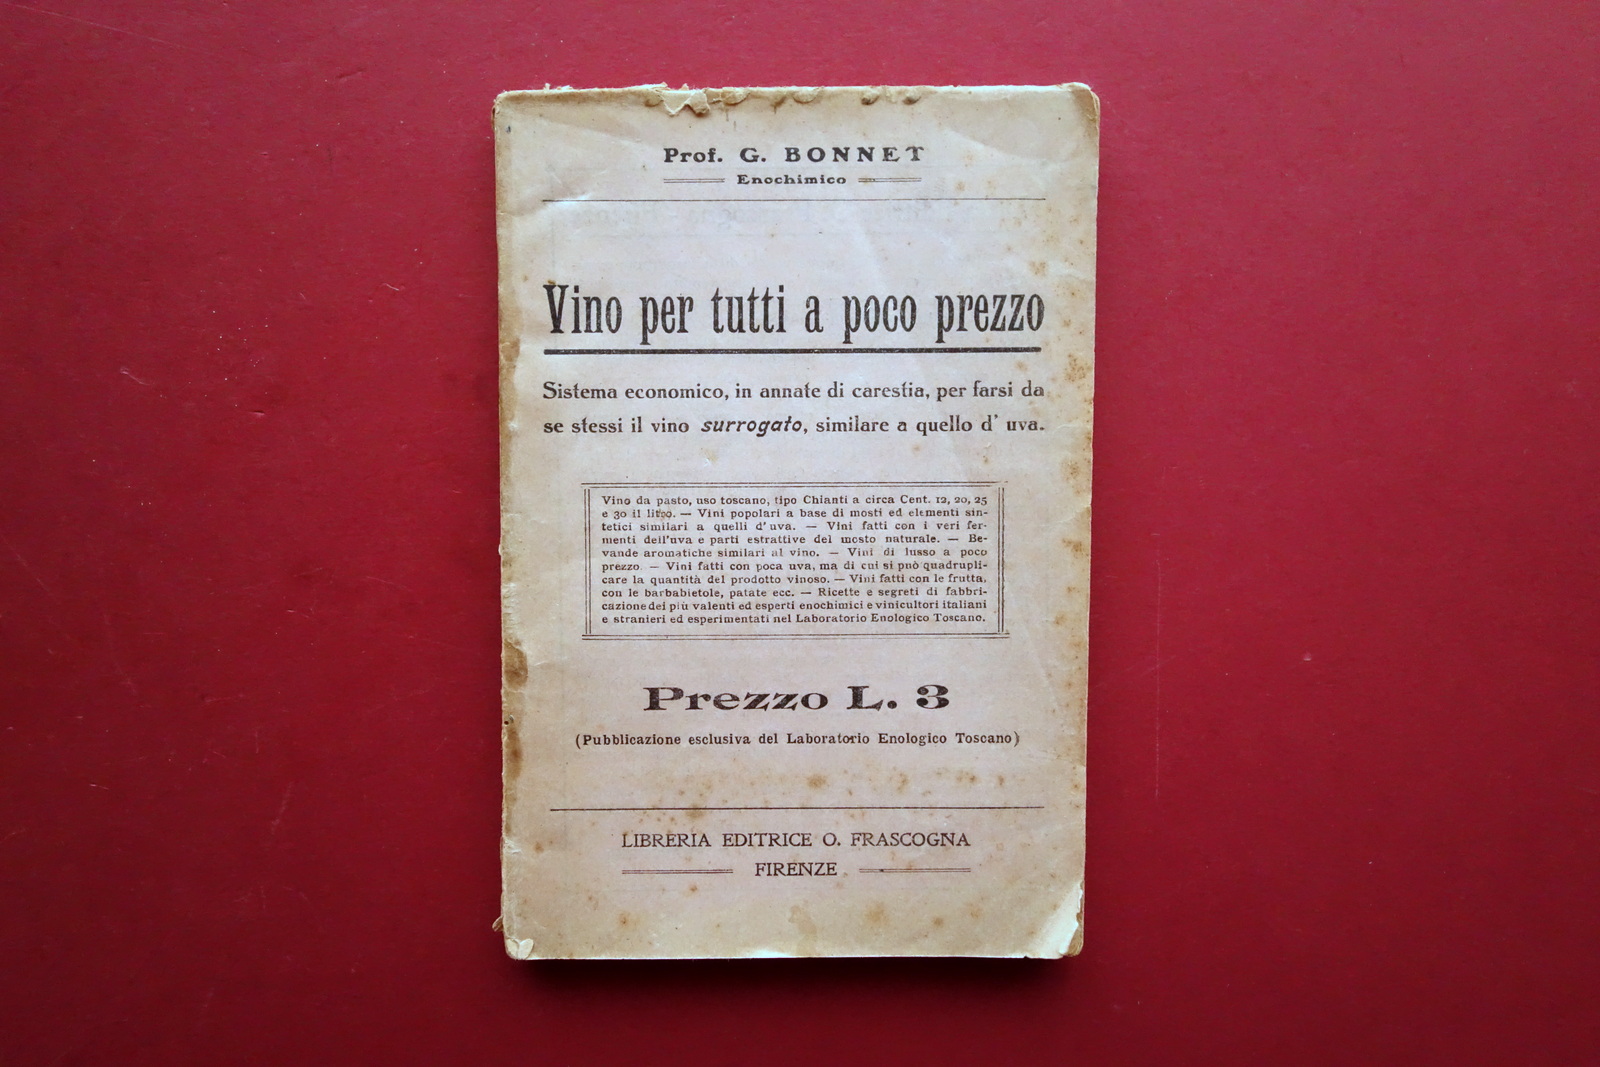 Prof. G. BONNET
Enochimico
Vino per tutti a poco prezzo
Sistema economico, in annate di carestia, per farsi da
se stessi il vino surrogato, similare a quello d' uva.
Vino da pasto, uso toscano, tipo Chianti a circa Cent. 12, 20, 25
e 30 il litro. — Vini popolari a base di mosti ed elementi sin-
tetici similari a quelli d'uva. — Vini fatti con i veri fer-
menti dell'uva e parti estrattive del mosto naturale. — Be-
vande aromatiche similari al vino. — Vini di lusso a poco
prezzo. — Vini fatti con poca uva, ma di cui si può quadrupli-
care la quantità del prodotto vinoso. — Vini fatti con le frutta,
con le barbabietole, patate ecc. — Ricette e segreti di fabbri-
cazione dei più valenti ed esperti enochimici e vinicultori italiani
e stranieri ed esperimentati nel Laboratorio Enologico Toscano.
Prezzo L. 3
(Pubblicazione esclusiva del Laboratorio Enologico Toscano)
LIBRERIA EDITRICE O. FRASCOGNA
FIRENZE